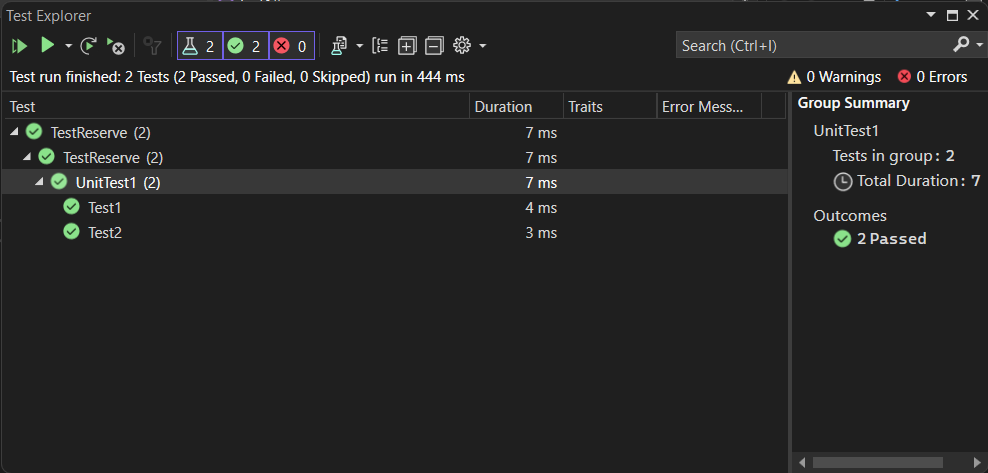 Test Explorer
2 2 0 Search (Ctrl+I)
Test run finished: 2 Tests (2 Passed, 0 Failed, 0 Skipped) run in 444 ms 0 Warnings 0 Errors
Test Duration Traits Error Mess...
TestReserve (2) 7 ms
TestReserve (2) 7 ms
UnitTest1 (2) 7 ms
Test1 4 ms
Test2 3 ms
Group Summary
UnitTest1
Tests in group: 2
Total Duration: 7
Outcomes
2 Passed